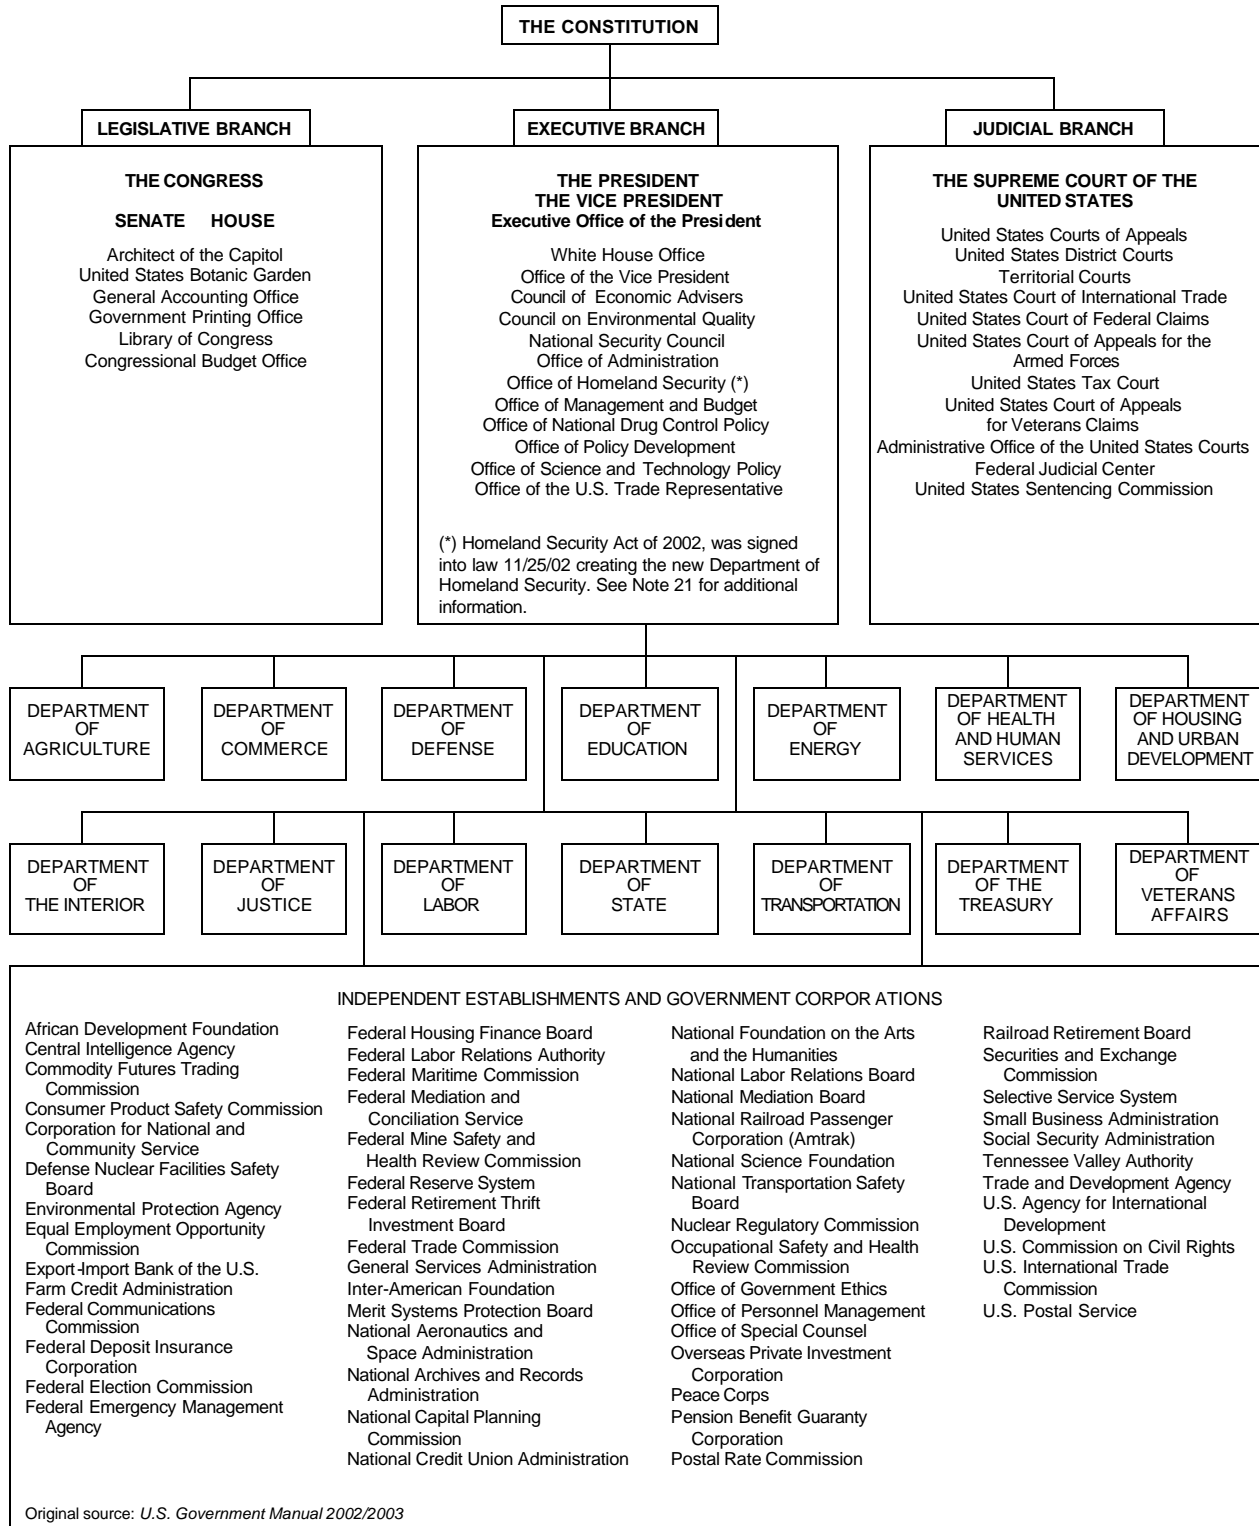 THE CONSTITUTION
LEGISLATIVE BRANCH
EXECUTIVE BRANCH
JUDICIAL BRANCH
THE CONGRESS
SENATE HOUSE
Architect of the Capitol
United States Botanic Garden
General Accounting Office
Government Printing Office
Library of Congress
Congressional Budget Office
THE PRESIDENT
THE VICE PRESIDENT
Executive Office of the President
White House Office
Office of the Vice President
Council of Economic Advisers
Council on Environmental Quality
National Security Council
Office of Administration
Office of Homeland Security (*)
Office of Management and Budget
Office of National Drug Control Policy
Office of Policy Development
Office of Science and Technology Policy
Office of the U.S. Trade Representative
(*) Homeland Security Act of 2002, was signed
into law 11/25/02 creating the new Department of
Homeland Security. See Note 21 for additional
information.
THE SUPREME COURT OF THE
UNITED STATES
United States Courts of Appeals
United States District Courts
Territorial Courts
United States Court of International Trade
United States Court of Federal Claims
United States Court of Appeals for the
Armed Forces
United States Tax Court
United States Court of Appeals
for Veterans Claims
Administrative Office of the United States Courts
Federal Judicial Center
United States Sentencing Commission
DEPARTMENT
OF
AGRICULTURE
DEPARTMENT
OF
COMMERCE
DEPARTMENT
OF
DEFENSE
DEPARTMENT
OF
EDUCATION
DEPARTMENT
OF
ENERGY
DEPARTMENT
OF HEALTH
AND HUMAN
SERVICES
DEPARTMENT
OF HOUSING
AND URBAN
DEVELOPMENT
DEPARTMENT
OF
THE INTERIOR
DEPARTMENT
OF
JUSTICE
DEPARTMENT
OF
LABOR
DEPARTMENT
OF
STATE
DEPARTMENT
OF
TRANSPORTATION
DEPARTMENT
OF THE
TREASURY
DEPARTMENT
OF
VETERANS
AFFAIRS
INDEPENDENT ESTABLISHMENTS AND GOVERNMENT CORPORATIONS
African Development Foundation
Central Intelligence Agency
Commodity Futures Trading
Commission
Consumer Product Safety Commission
Corporation for National and
Community Service
Defense Nuclear Facilities Safety
Board
Environmental Protection Agency
Equal Employment Opportunity
Commission
Export-Import Bank of the U.S.
Farm Credit Administration
Federal Communications
Commission
Federal Deposit Insurance
Corporation
Federal Election Commission
Federal Emergency Management
Agency
Federal Housing Finance Board
Federal Labor Relations Authority
Federal Maritime Commission
Federal Mediation and
Conciliation Service
Federal Mine Safety and
Health Review Commission
Federal Reserve System
Federal Retirement Thrift
Investment Board
Federal Trade Commission
General Services Administration
Inter-American Foundation
Merit Systems Protection Board
National Aeronautics and
Space Administration
National Archives and Records
Administration
National Capital Planning
Commission
National Credit Union Administration
National Foundation on the Arts
and the Humanities
National Labor Relations Board
National Mediation Board
National Railroad Passenger
Corporation (Amtrak)
National Science Foundation
National Transportation Safety
Board
Nuclear Regulatory Commission
Occupational Safety and Health
Review Commission
Office of Government Ethics
Office of Personnel Management
Office of Special Counsel
Overseas Private Investment
Corporation
Peace Corps
Pension Benefit Guaranty
Corporation
Postal Rate Commission
Railroad Retirement Board
Securities and Exchange
Commission
Selective Service System
Small Business Administration
Social Security Administration
Tennessee Valley Authority
Trade and Development Agency
U.S. Agency for International
Development
U.S. Commission on Civil Rights
U.S. International Trade
Commission
U.S. Postal Service
Original source: U.S. Government Manual 2002/2003